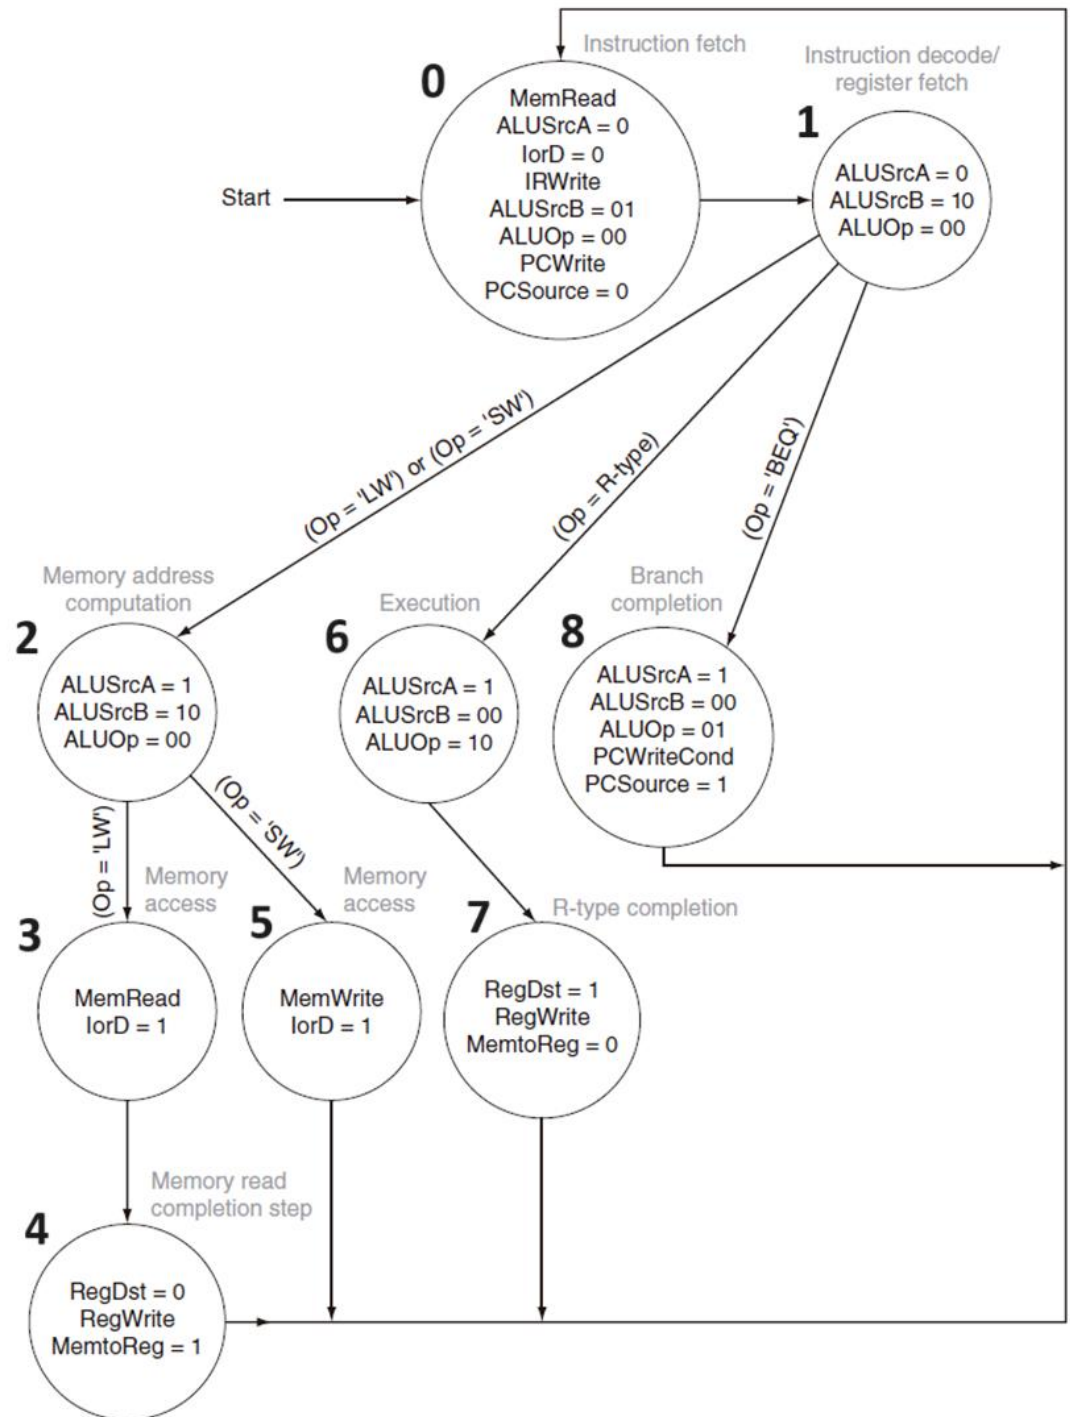 Instruction fetch
0
MemRead
ALUSrcA = 0
IorD = 0
IRWrite
ALUSrcB = 01
ALUOp = 00
PCWrite
PCSource = 0
Start
Instruction decode/
register fetch
1
ALUSrcA = 0
ALUSrcB = 10
ALUOp = 00
(Op = 'LW') or (Op = 'SW')
(Op = R-type)
(Op = 'BEQ')
Memory address
computation
2
ALUSrcA = 1
ALUSrcB = 10
ALUOp = 00
Execution
6
ALUSrcA = 1
ALUSrcB = 00
ALUOp = 10
Branch
completion
8
ALUSrcA = 1
ALUSrcB = 00
ALUOp = 01
PCWriteCond
PCSource = 1
(Op = 'LW')
(Op = 'SW')
Memory
access
3
MemRead
IorD = 1
Memory
access
5
MemWrite
IorD = 1
R-type completion
7
RegDst = 1
RegWrite
MemtoReg = 0
Memory read
completion step
4
RegDst = 0
RegWrite
MemtoReg = 1